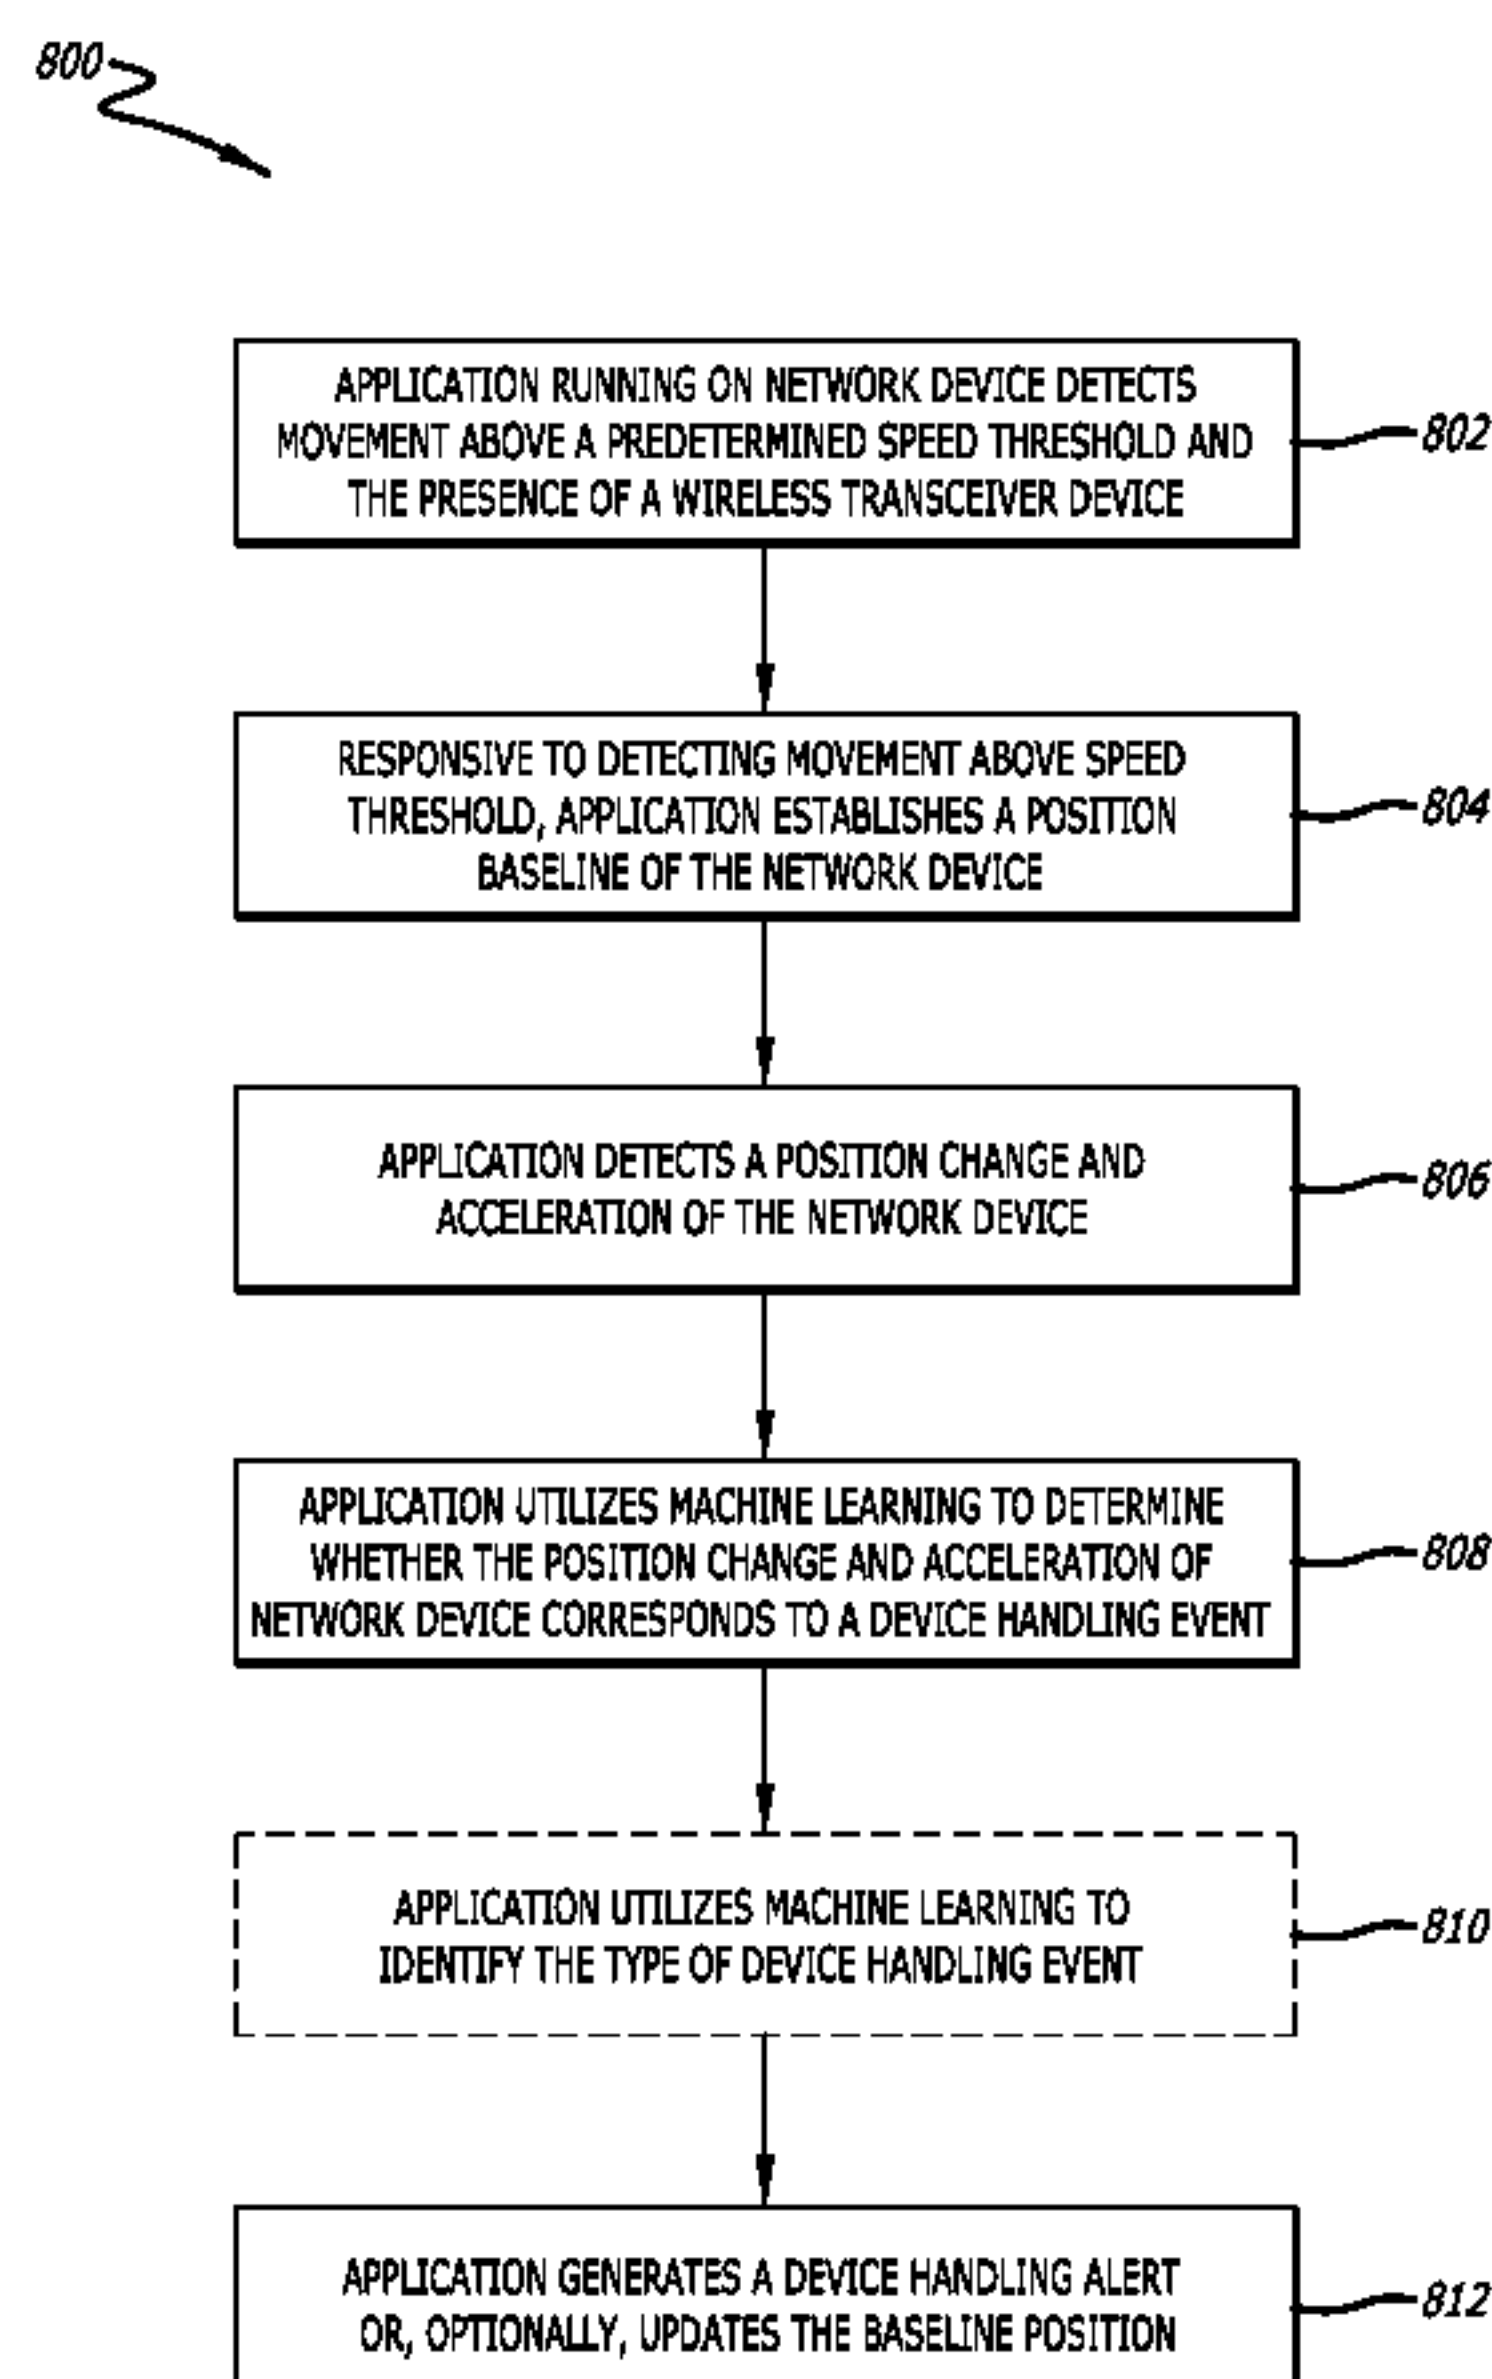 800
APPLICATION RUNNING ON NETWORK DEVICE DETECTS
MOVEMENT ABOVE A PREDETERMINED SPEED THRESHOLD AND
THE PRESENCE OF A WIRELESS TRANSCEIVER DEVICE
802
RESPONSIVE TO DETECTING MOVEMENT ABOVE SPEED
THRESHOLD, APPLICATION ESTABLISHES A POSITION
BASELINE OF THE NETWORK DEVICE
804
APPLICATION DETECTS A POSITION CHANGE AND
ACCELERATION OF THE NETWORK DEVICE
806
APPLICATION UTILIZES MACHINE LEARNING TO DETERMINE
WHETHER THE POSITION CHANGE AND ACCELERATION OF
NETWORK DEVICE CORRESPONDS TO A DEVICE HANDLING EVENT
808
APPLICATION UTILIZES MACHINE LEARNING TO
IDENTIFY THE TYPE OF DEVICE HANDLING EVENT
810
APPLICATION GENERATES A DEVICE HANDLING ALERT
OR, OPTIONALLY, UPDATES THE BASELINE POSITION
812